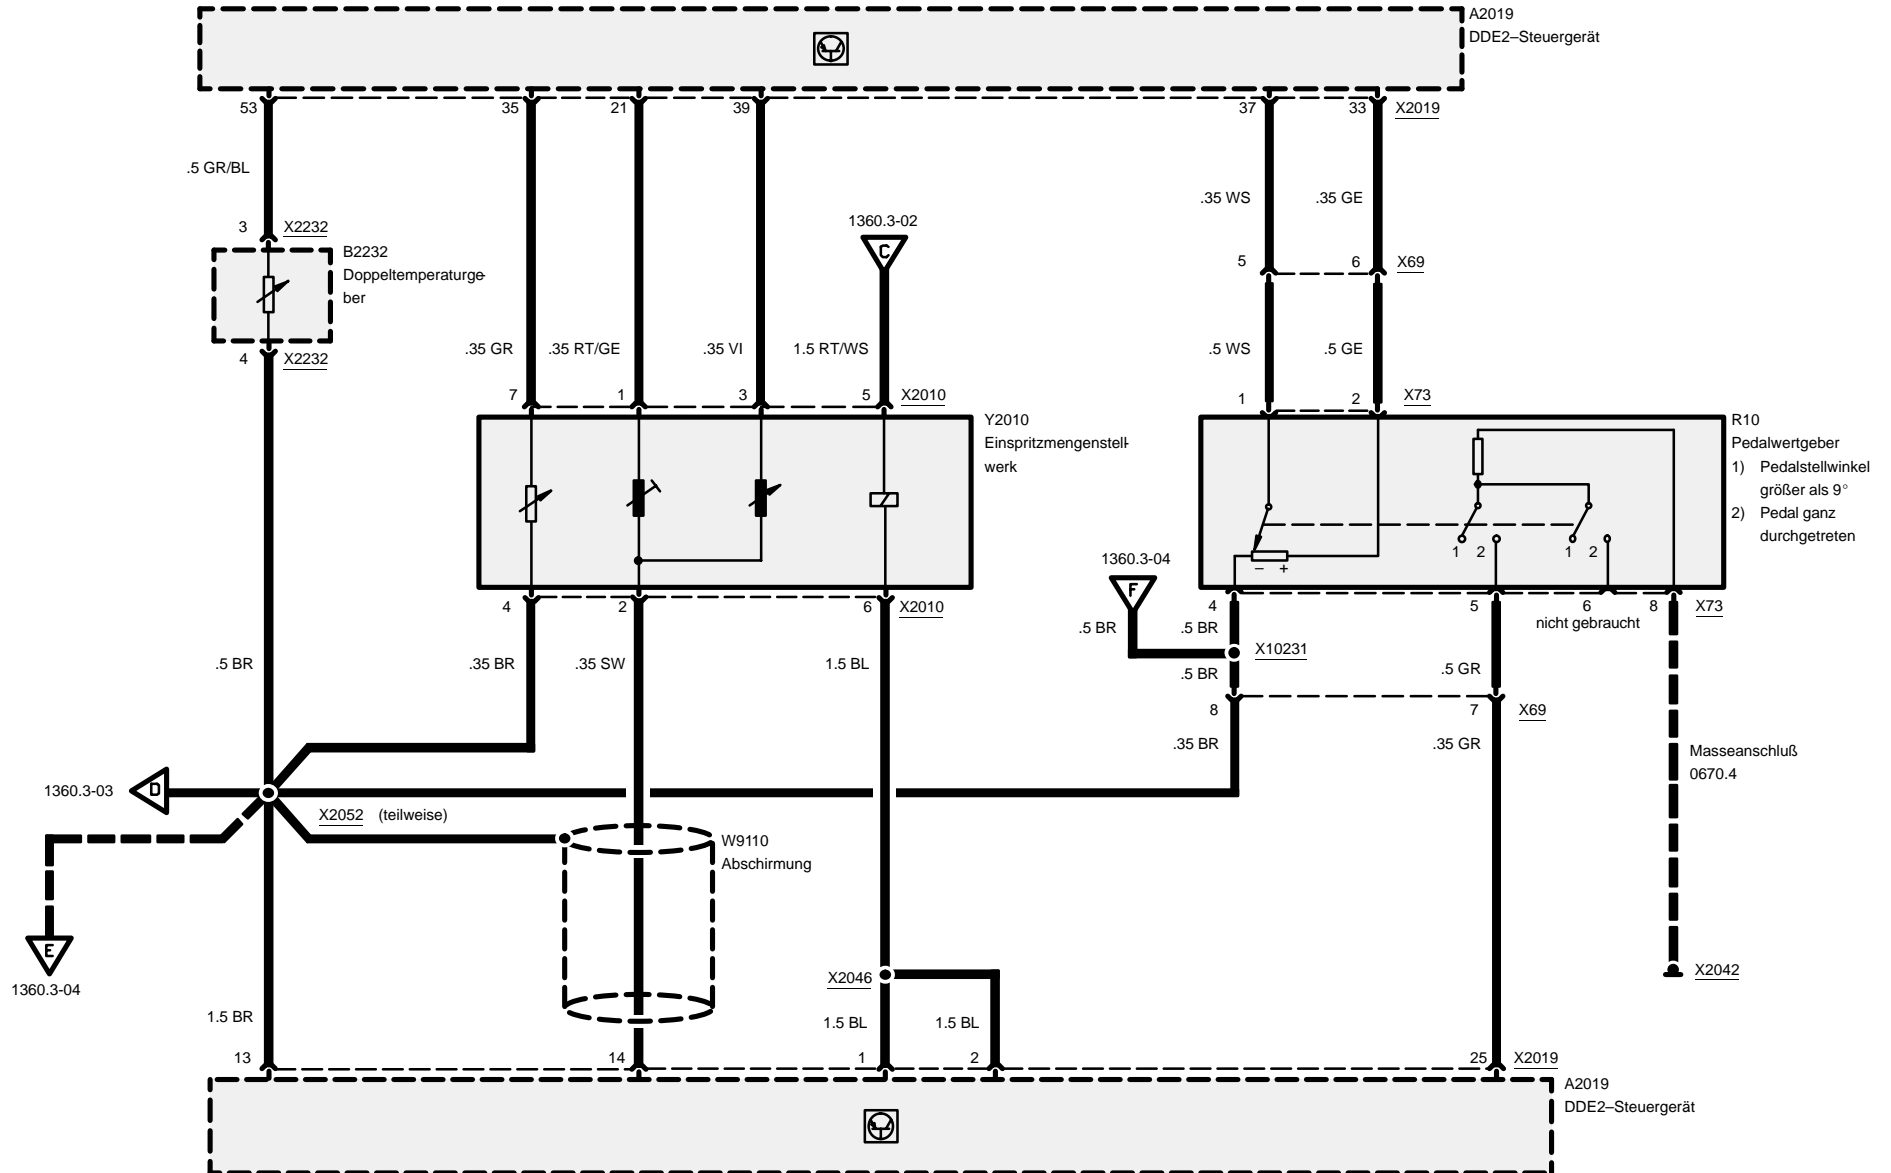 A2019
DDE2–Steuergerät
53
35
21
39
37
33
X2019
.5 GR/BL
.35 WS
.35 GE
1360.3-02
C
3
X2232
B2232
Doppeltemperaturge-
ber
5
6
X69
4
X2232
.35 GR
.35 RT/GE
.35 VI
1.5 RT/WS
.5 WS
.5 GE
7
1
3
5
X2010
1
2
X73
Y2010
Einspritzmengenstell-
werk
R10
Pedalwertgeber
1) Pedalstellwinkel
größer als 9°
2) Pedal ganz
durchgetreten
1
2
1
2
– +
1360.3-04
F
4
2
6
X2010
4
5
6
8
X73
nicht gebraucht
.5 BR
.5 BR
X10231
.5 BR
.35 BR
.35 SW
1.5 BL
.5 BR
.5 GR
8
7
X69
.35 BR
.35 GR
Masseanschluß
0670.4
1360.3-03
D
X2052 (teilweise)
W9110
Abschirmung
E
1360.3-04
X2046
X2042
1.5 BR
1.5 BL
1.5 BL
13
14
1
2
25
X2019
A2019
DDE2–Steuergerät